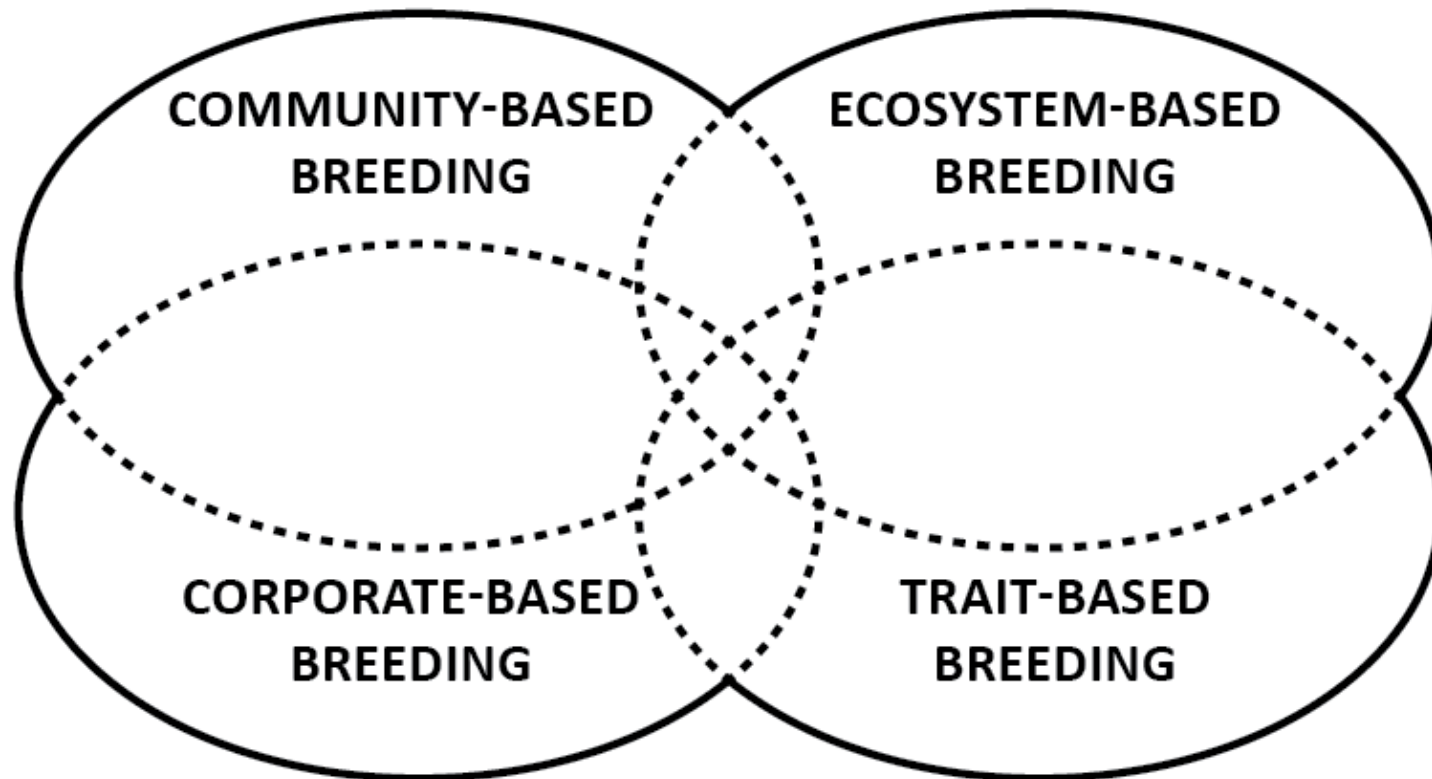 COMMUNITY-BASED
BREEDING
ECOSYSTEM-BASED
BREEDING
CORPORATE-BASED
BREEDING
TRAIT-BASED
BREEDING